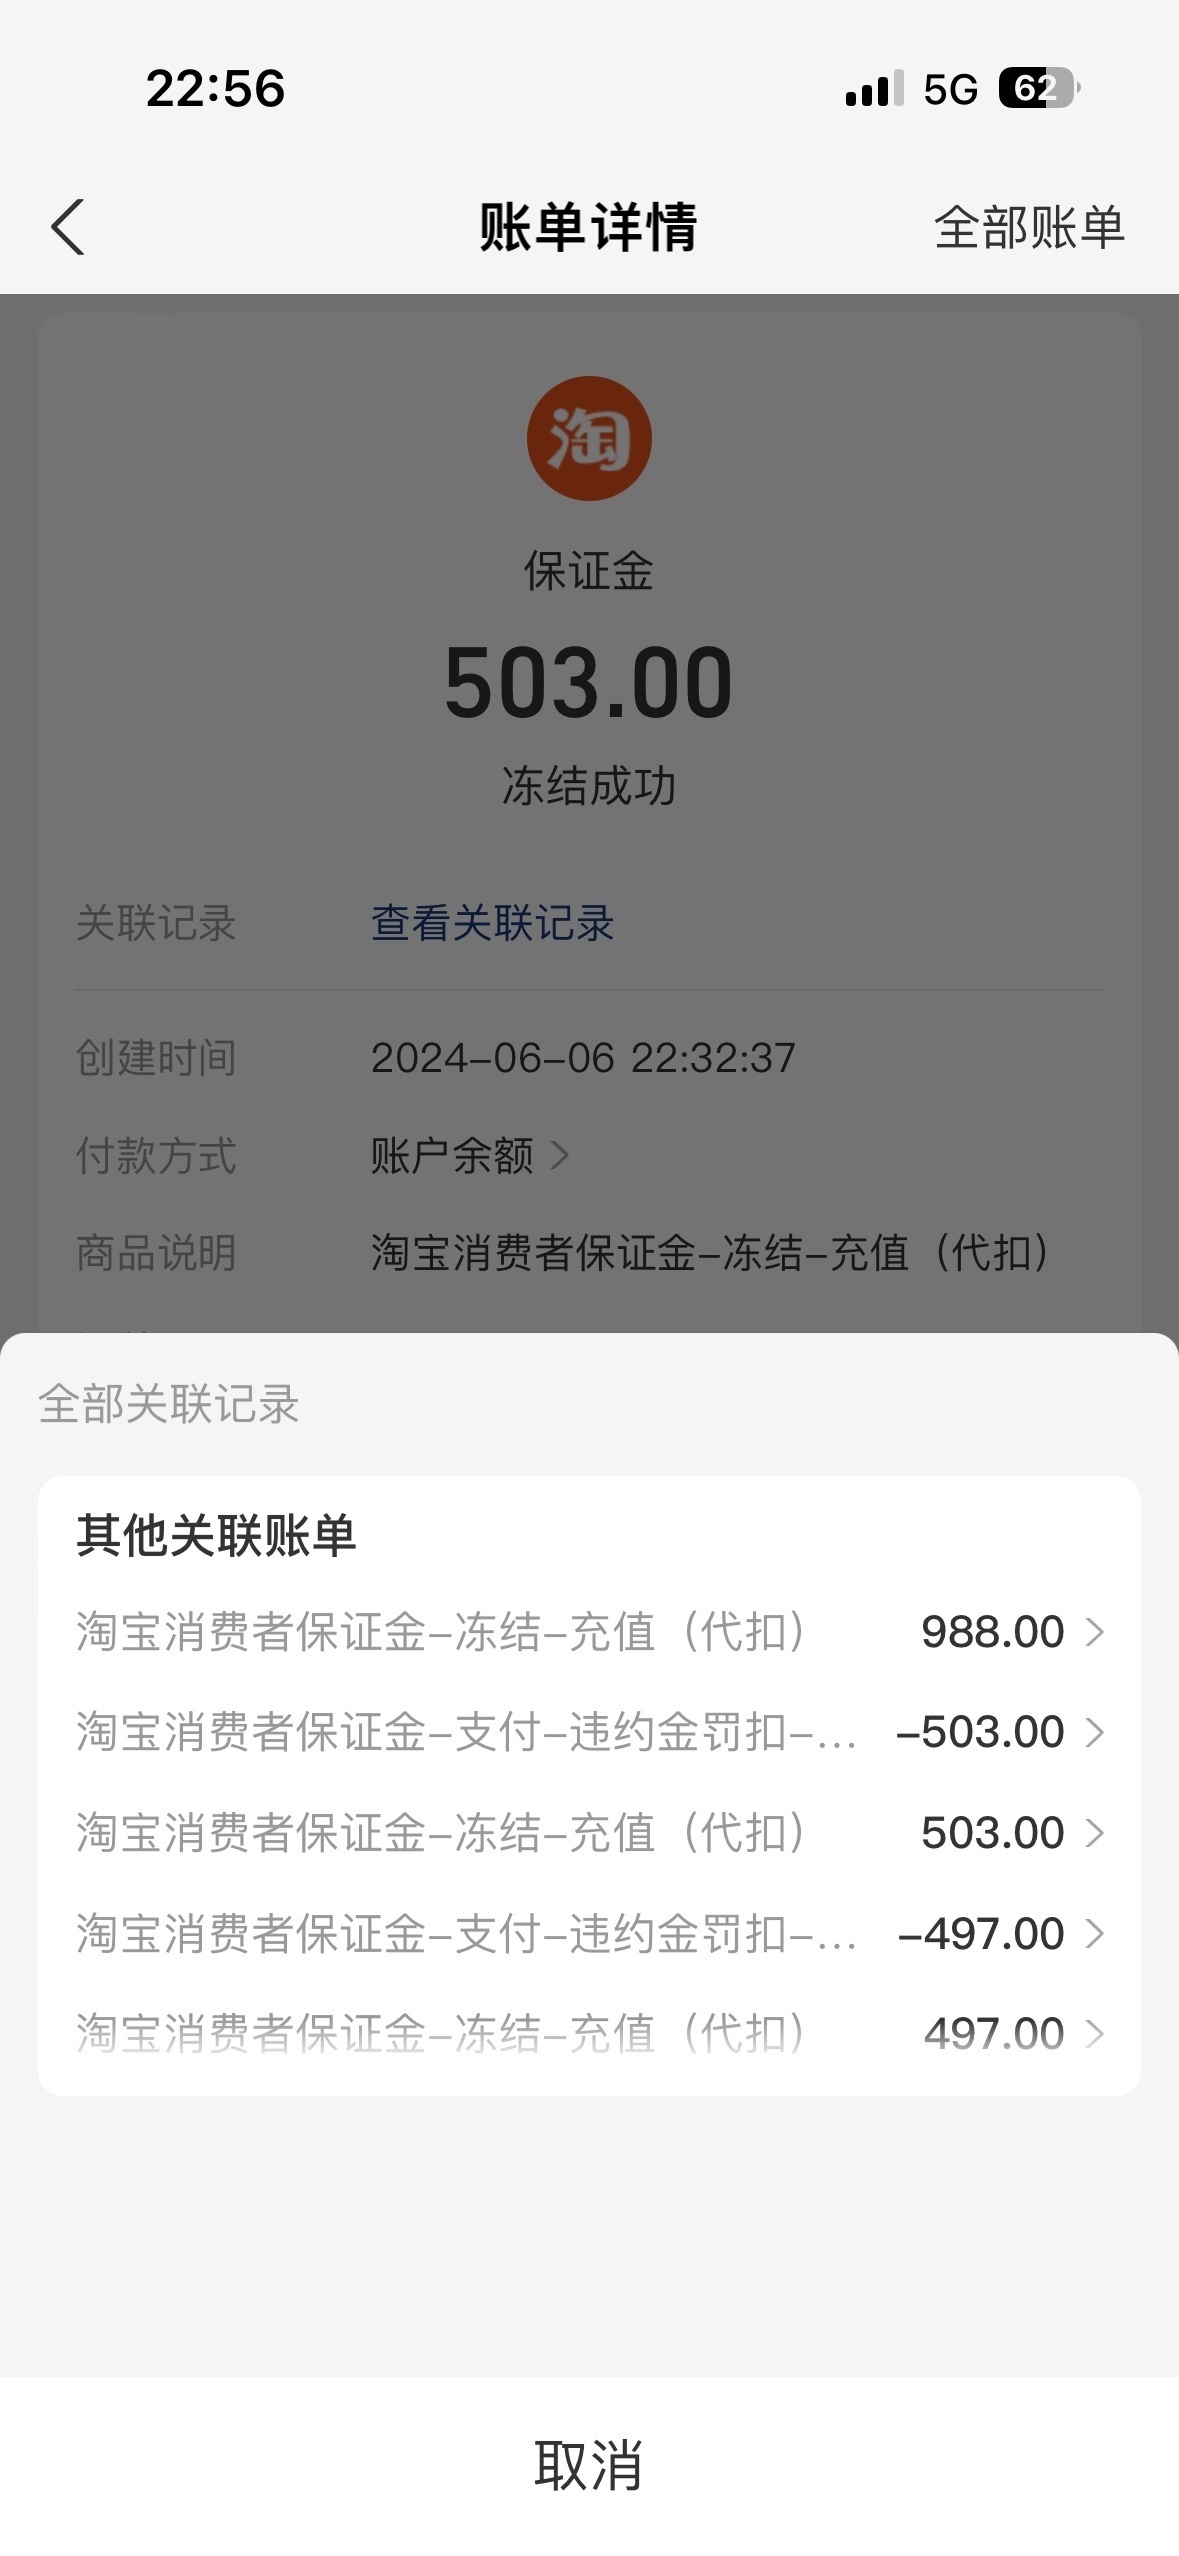 22:56
5G 62
账单详情
全部账单
淘
保证金
503.00
冻结成功
关联记录 查看关联记录
创建时间 2024-06-06 22:32:37
付款方式 账户余额
商品说明 淘宝消费者保证金-冻结-充值（代扣）
全部关联记录
其他关联账单
淘宝消费者保证金-冻结-充值（代扣） 988.00
淘宝消费者保证金-支付-违约金罚扣-... -503.00
淘宝消费者保证金-冻结-充值（代扣） 503.00
淘宝消费者保证金-支付-违约金罚扣-... -497.00
淘宝消费者保证金-冻结-充值（代扣） 497.00
取消